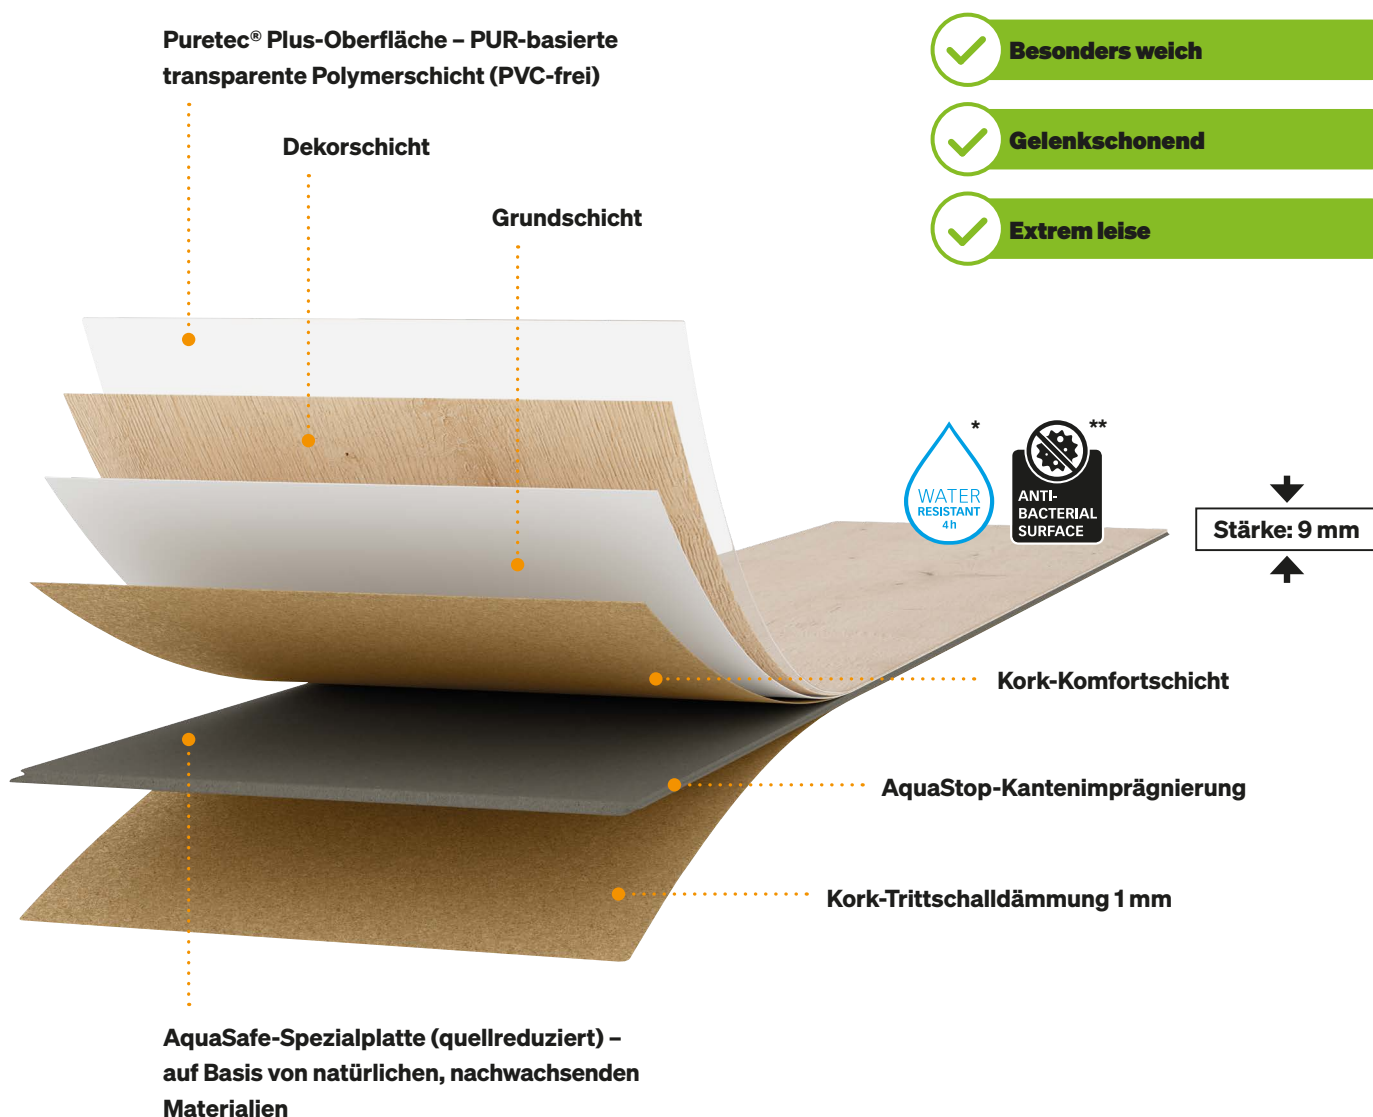 Puretec® Plus-Oberfläche – PUR-basierte
transparente Polymerschicht (PVC-frei)
Dekorschicht
Grundschicht
Besonders weich
Gelenkschonend
Extrem leise
*
WATER
RESISTANT
4h
**
ANTI-
BACTERIAL
SURFACE
Stärke: 9 mm
Kork-Komfortschicht
AquaStop-Kantenimprägnierung
Kork-Trittschalldämmung 1 mm
AquaSafe-Spezialplatte (quellreduziert) –
auf Basis von natürlichen, nachwachsenden
Materialien